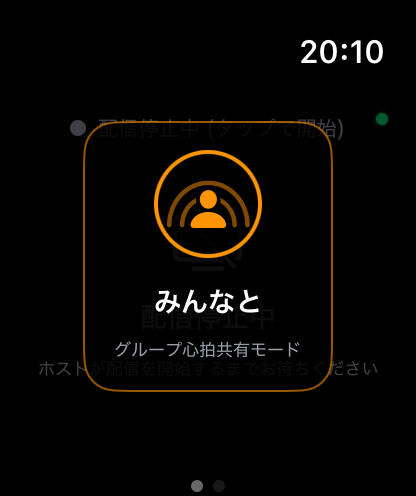 20:10
配信停止中 (タップで開始)
みんなと
配信停止中
グループ心拍共有モード
ホストが配信を開始するまでお待ちください